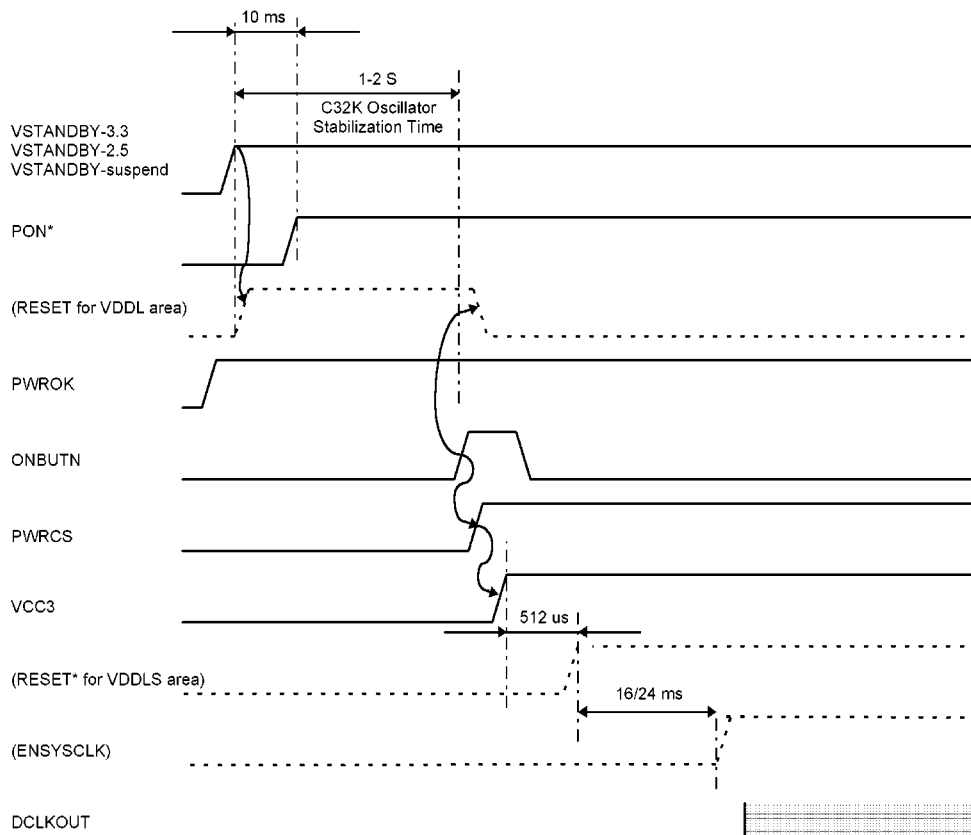 10 ms
1-2 S
C32K Oscillator
Stabilization Time
VSTANDBY-3.3
VSTANDBY-2.5
VSTANDBY-suspend
PON*
(RESET for VDDL area)
PWROK
ONBUTN
PWRCS
VCC3
512 us
(RESET* for VDDLS area)
16/24 ms
(ENSYSCLK)
DCLKOUT